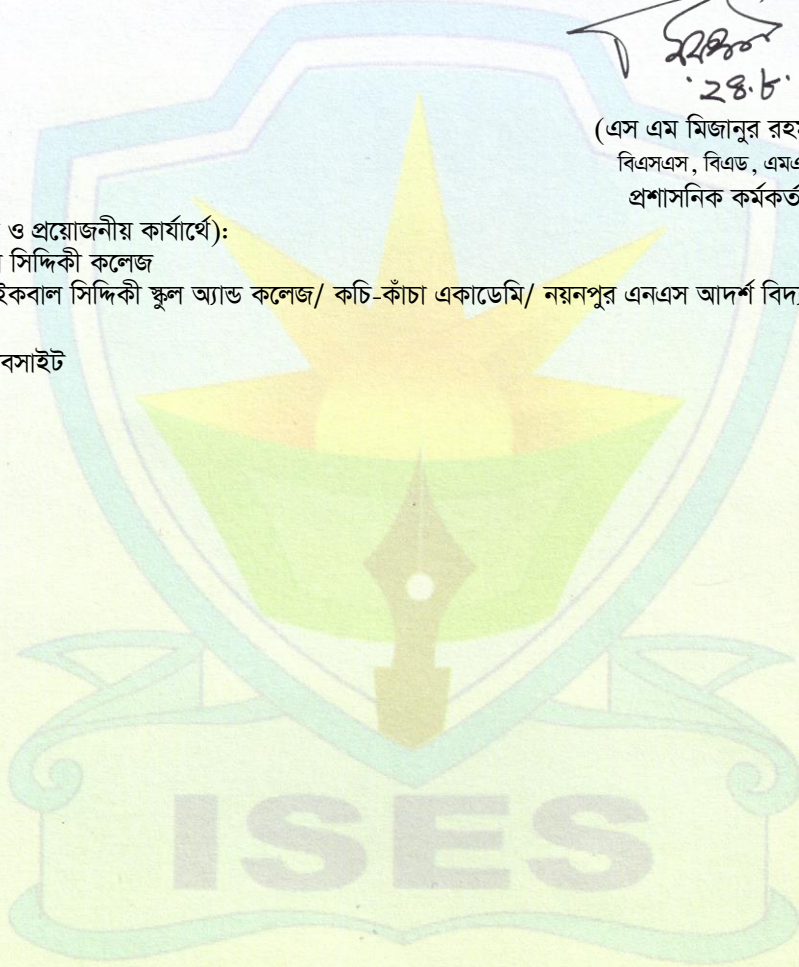 ২৪.৮.
(এস এম মিজানুর রহ
বিএসএস, বিএড, এমএ
প্রশাসনিক কর্মকর্ত
ও প্রয়োজনীয় কার্যার্থে):
সিদ্দিকী কলেজ
ইকবাল সিদ্দিকী স্কুল অ্যান্ড কলেজ/ কচি-কাঁচা একাডেমি/ নয়নপুর এনএস আদর্শ বিদ্য
বসাইট
ISES